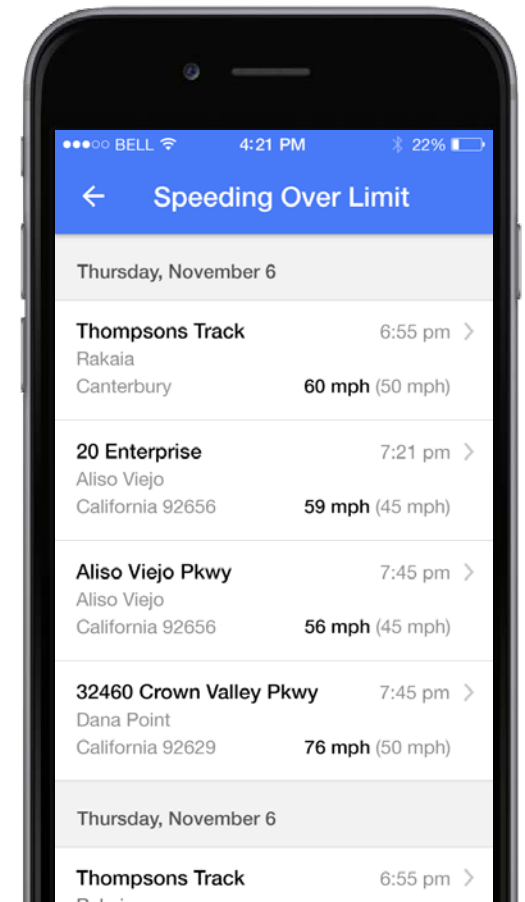 BELL 4:21 PM 22%
Speeding Over Limit
Thursday, November 6
Thompsons Track 6:55 pm
Rakaia
Canterbury 60 mph (50 mph)
20 Enterprise 7:21 pm
Aliso Viejo
California 92656 59 mph (45 mph)
Aliso Viejo Pkwy 7:45 pm
Aliso Viejo
California 92656 56 mph (45 mph)
32460 Crown Valley Pkwy 7:45 pm
Dana Point
California 92629 76 mph (50 mph)
Thursday, November 6
Thompsons Track 6:55 pm